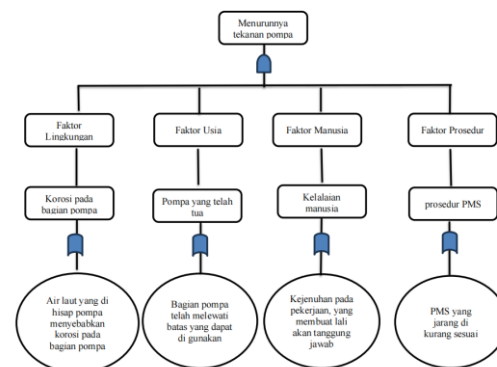 Menurunnya
tekanan pompa
Faktor
Lingkungan
Faktor Usia
Faktor Manusia
Faktor Prosedur
Korosi pada
bagian pompa
Pompa yang telah
tua
Kelalaian
manusia
prosedur PMS
Air laut yang di
hisap pompa
menyebabkan
korosi pada
bagian pompa
Bagian pompa
telah melewati
batas yang dapat
di gunakan
Kejenuhan pada
pekerjaan, yang
membuat lali
akan tanggung
jawab
PMS yang
jarang di
kurang sesuai